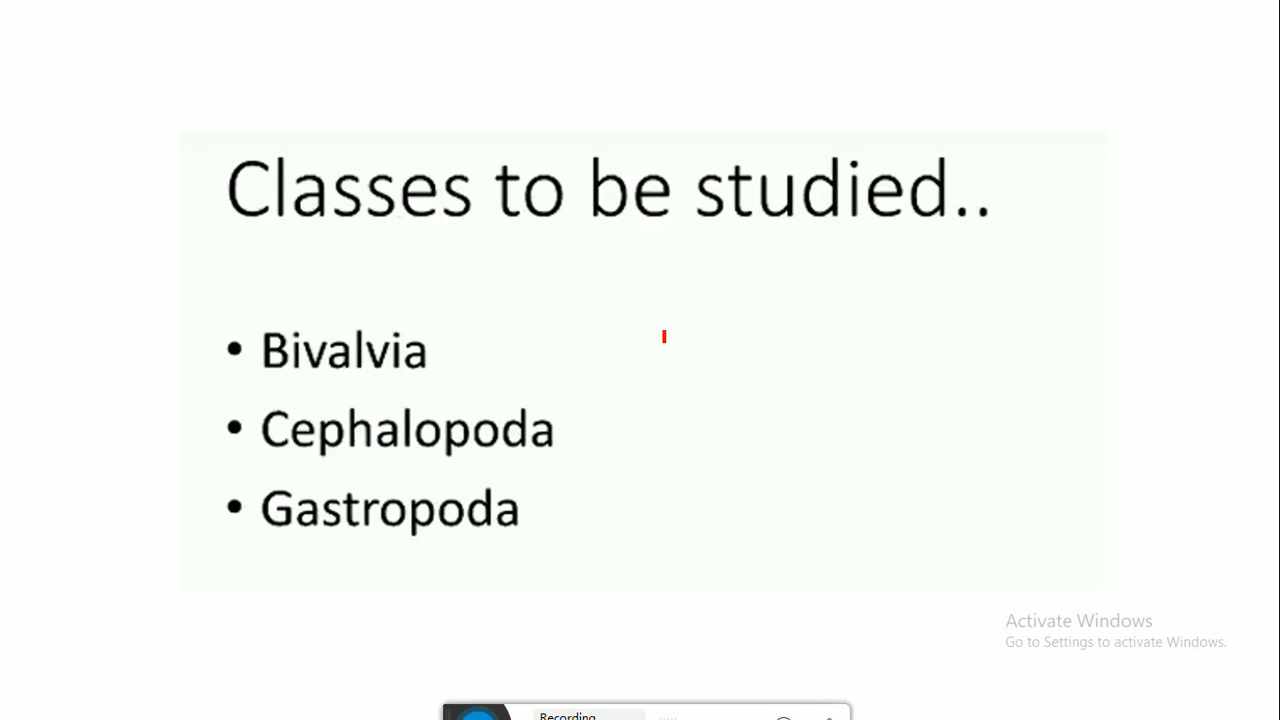 Classes to be studied..
• Bivalvia
• Cephalopoda
• Gastropoda
Activate Windows
Go to Settings to activate Windows.
Recording